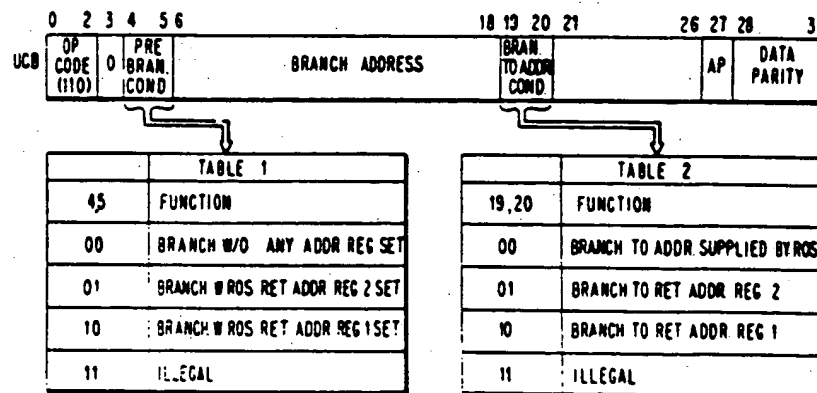 0 2 3 4 5 6 18 19 20 21 26 27 28 3
UCB OP CODE (110) 0 PRE BRAN. COND BRANCH ADDRESS BRAN. TO ADDR COND. AP DATA PARITY
TABLE 1
4,5 FUNCTION
00 BRANCH W/O ANY ADDR REG SET
01 BRANCH W ROS RET ADDR REG 2 SET
10 BRANCH W ROS RET ADDR REG 1 SET
11 ILLEGAL
TABLE 2
19,20 FUNCTION
00 BRANCH TO ADDR. SUPPLIED BY ROS
01 BRANCH TO RET ADDR REG 2
10 BRANCH TO RET ADDR. REG 1
11 ILLEGAL